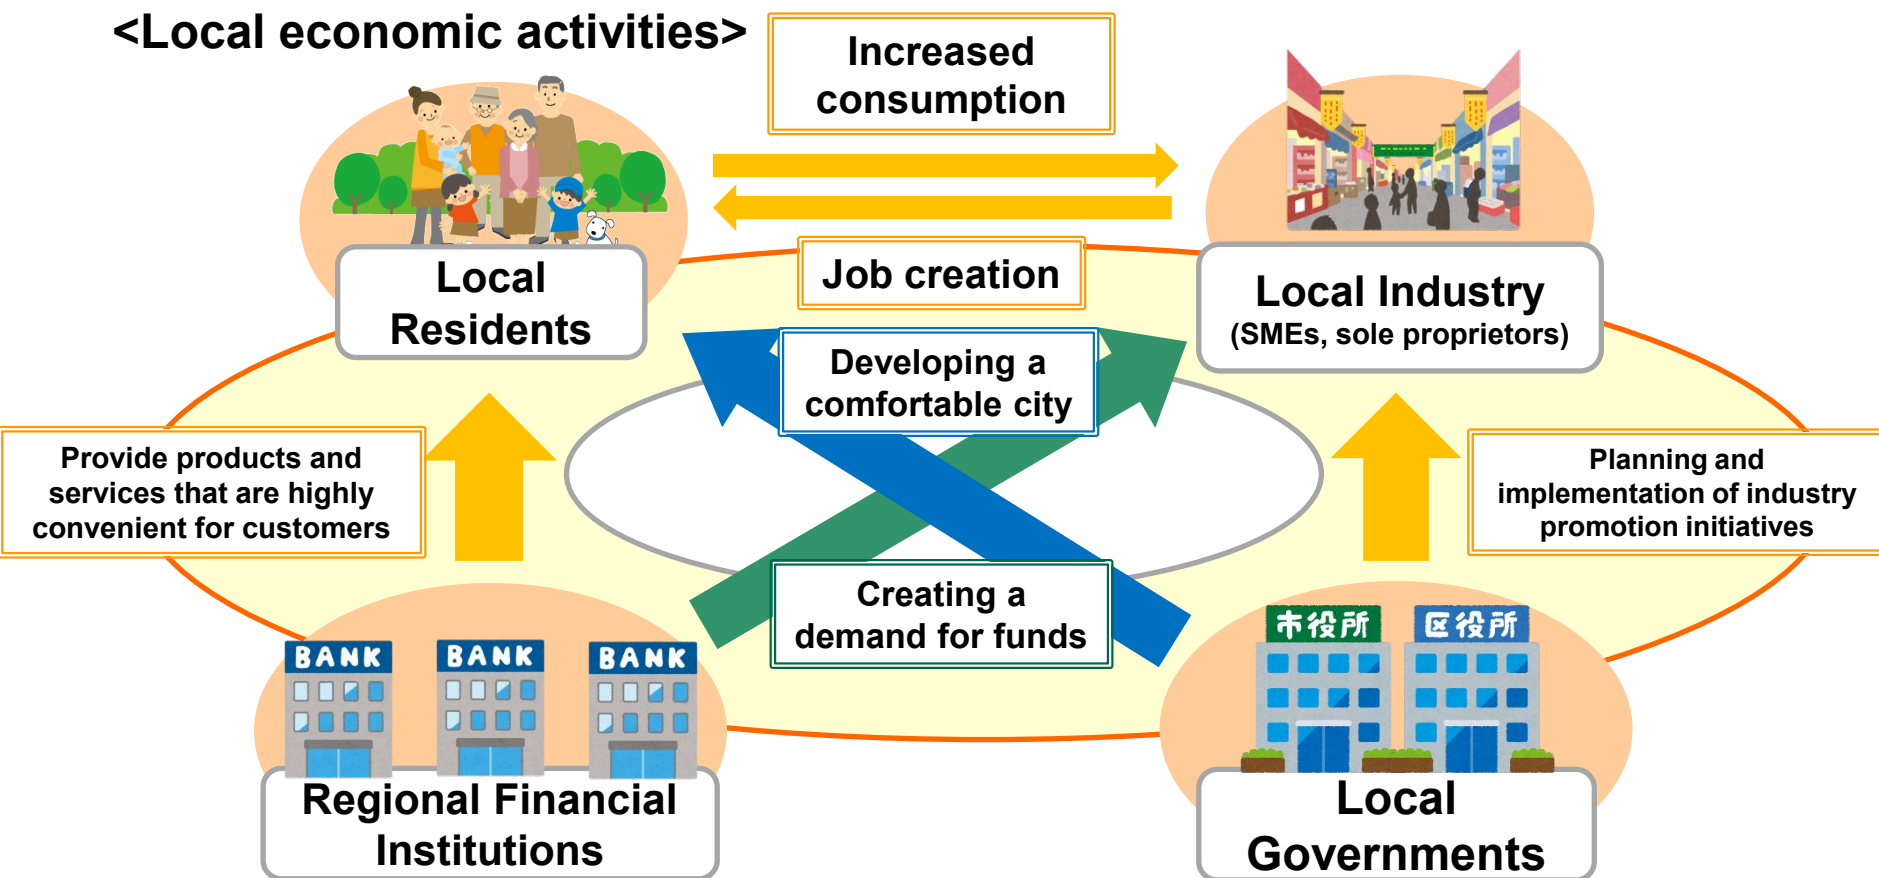 <Local economic activities>
Increased
consumption
Local
Residents
Job creation
Local Industry
(SMEs, sole proprietors)
Developing a
comfortable city
Provide products and
services that are highly
convenient for customers
Planning and
implementation of industry
promotion initiatives
Creating a
demand for funds
BANK
BANK
BANK
市役所
区役所
Regional Financial
Institutions
Local
Governments